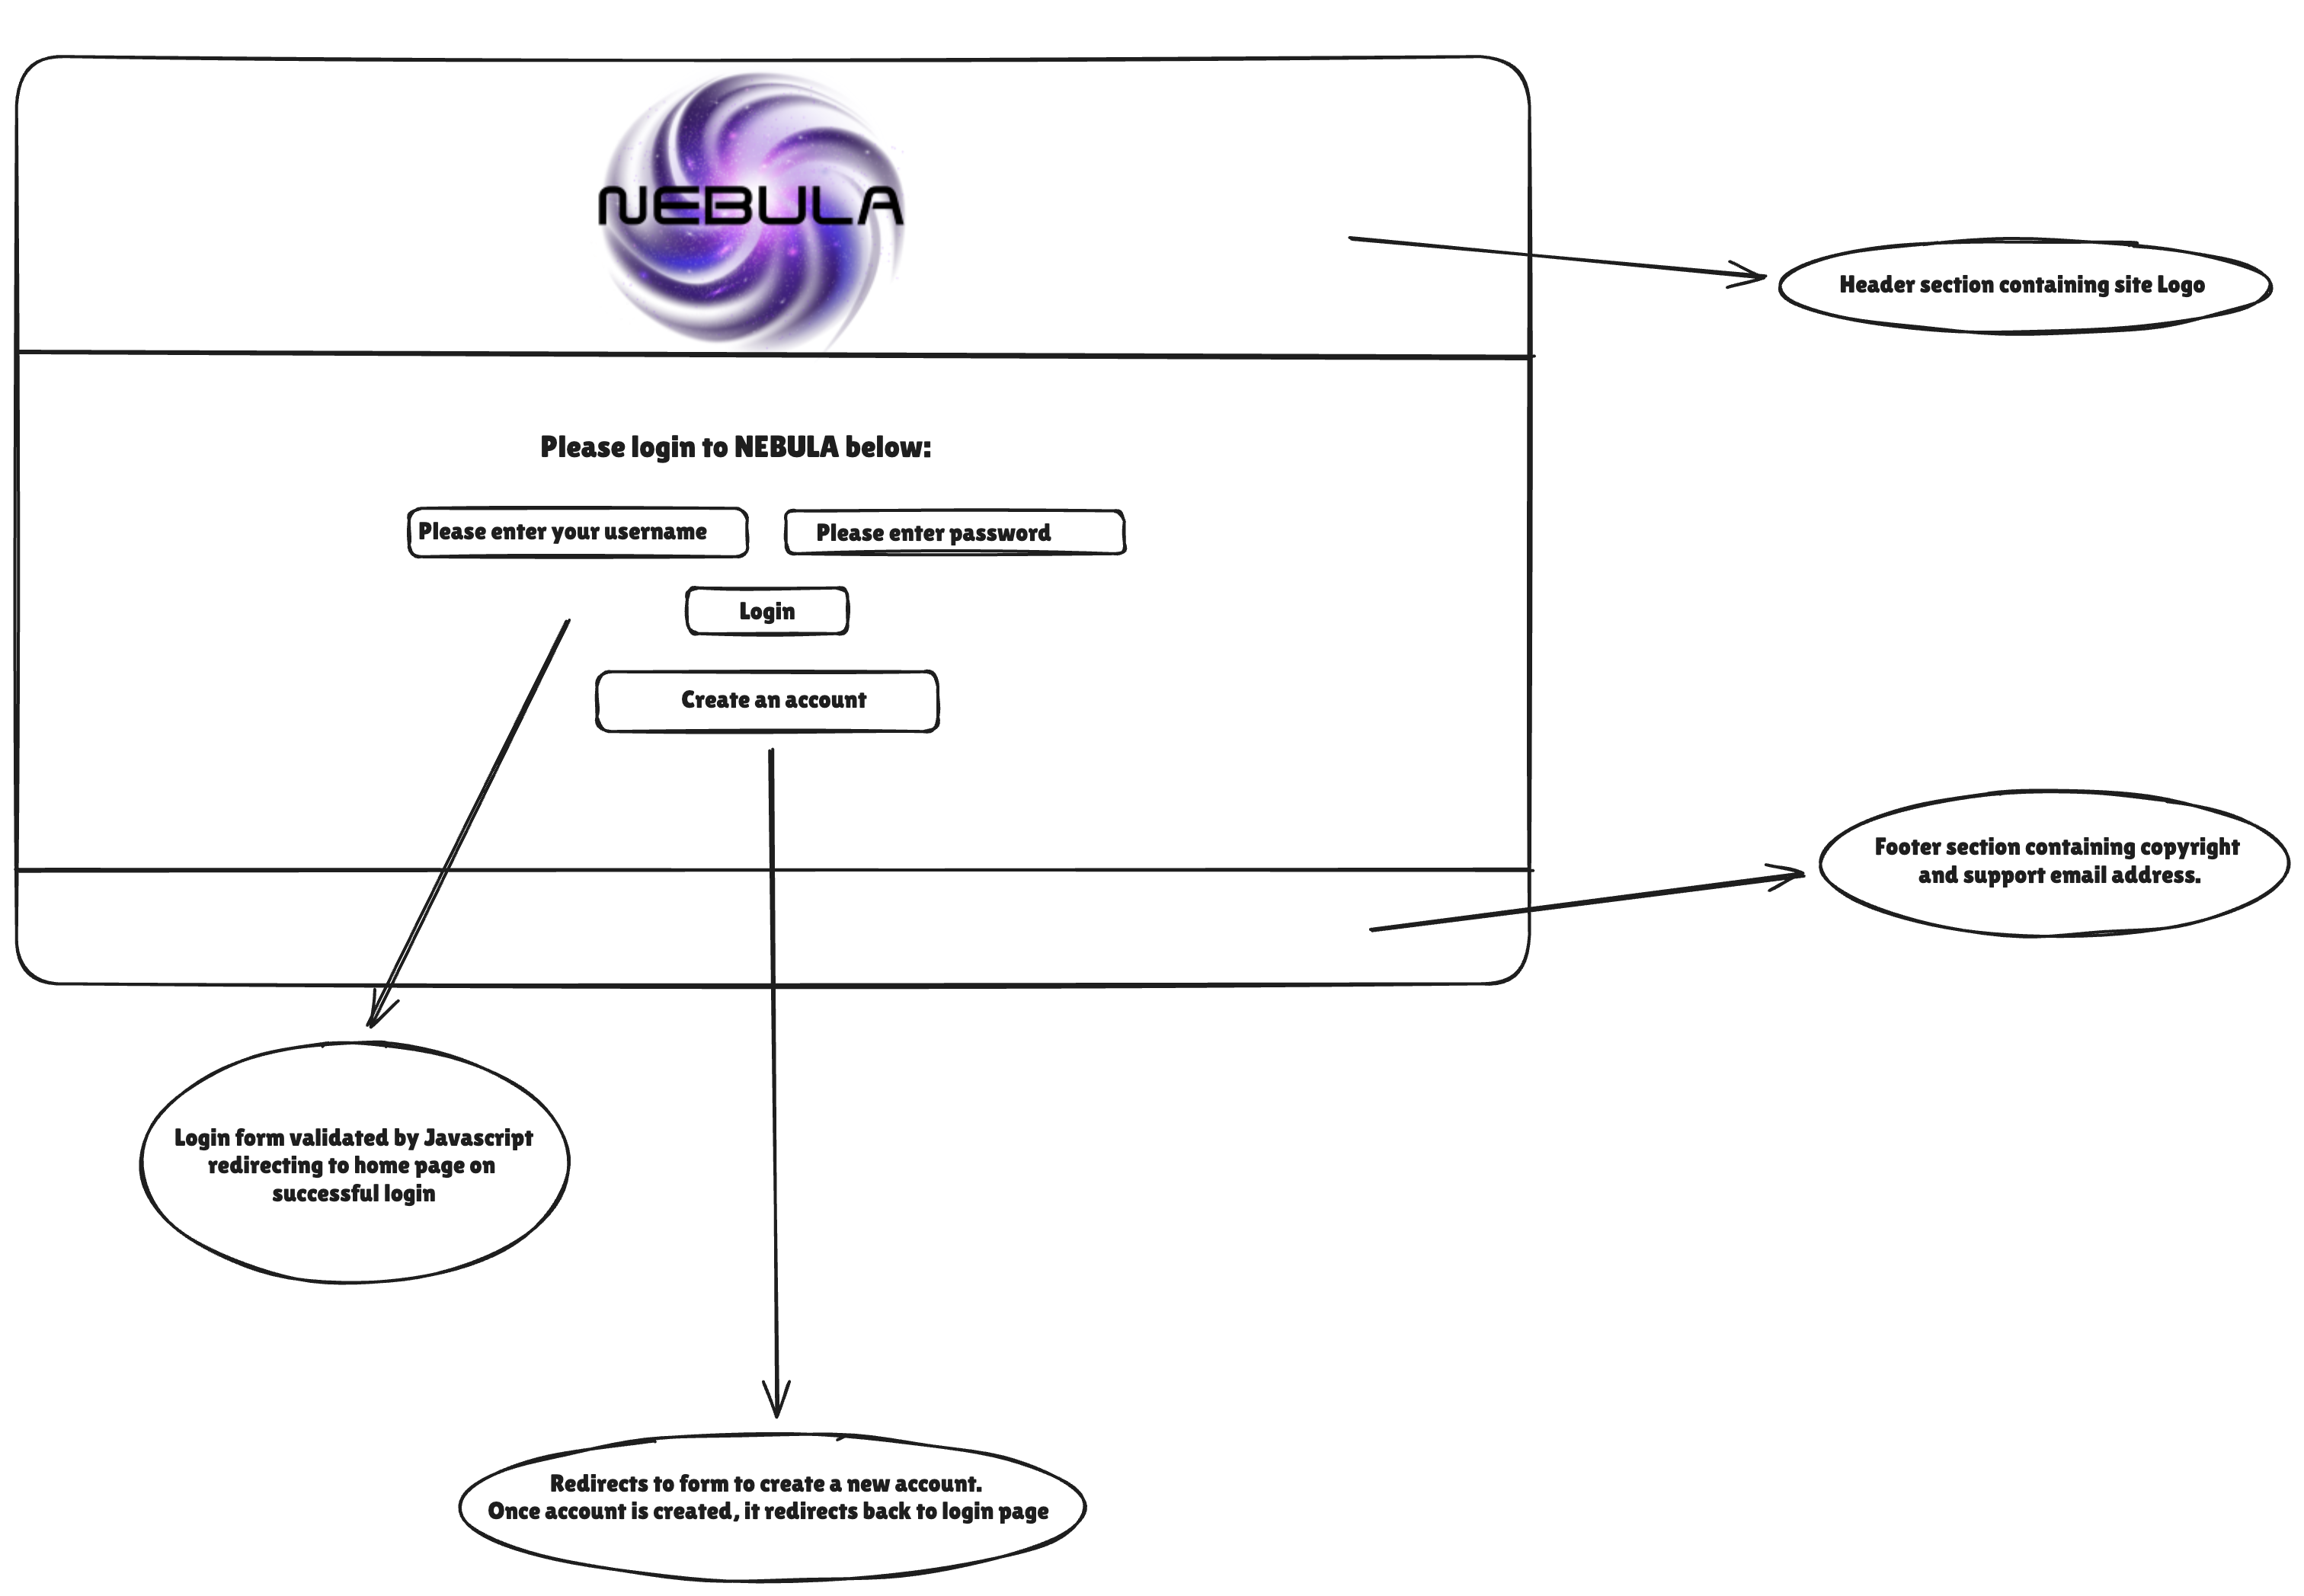 NEBULA
Header section containing site Logo
Please login to NEBULA below:
Please enter your username
Please enter password
Login
Create an account
Footer section containing copyright
and support email address.
Login form validated by Javascript
redirecting to home page on
successful login
Redirects to form to create a new account.
Once account is created, it redirects back to login page